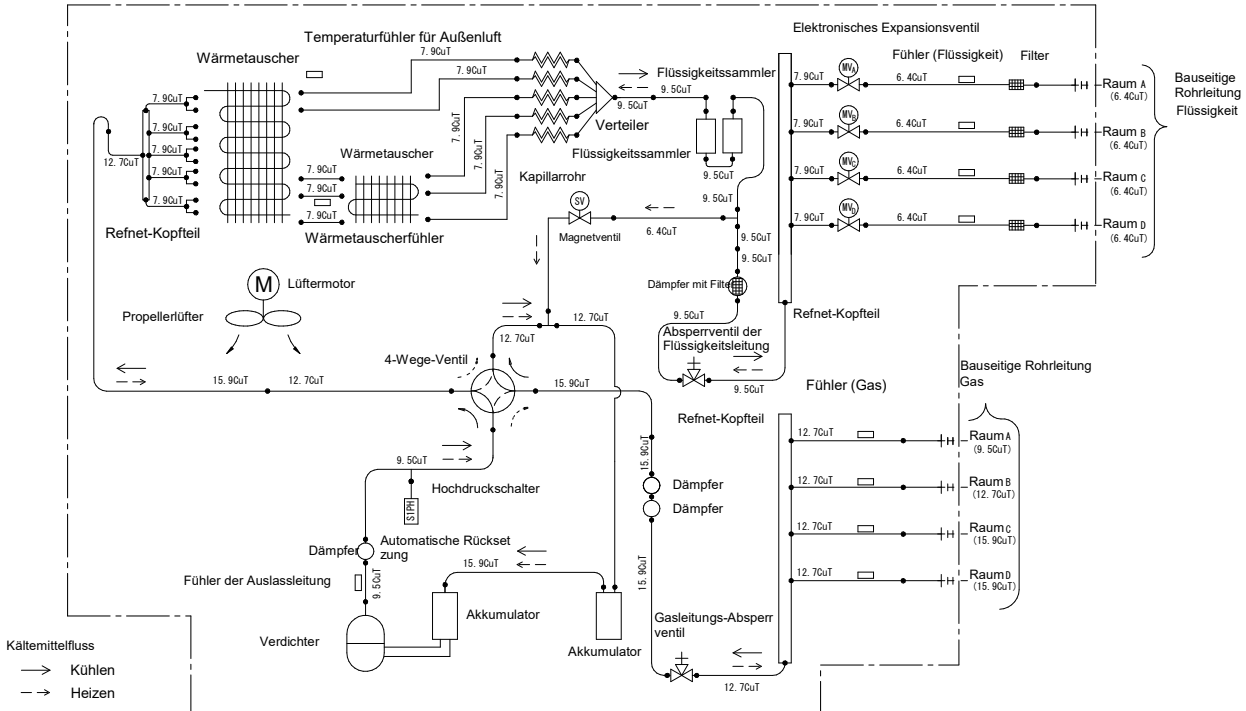 Elektronisches Expansionsventil
Temperaturfühler für Außenluft
Wärmetauscher
7.9CuT
7.9CuT
7.9CuT
7.9CuT
7.9CuT
7.9CuT
7.9CuT
7.9CuT
7.9CuT
7.9CuT
12.7CuT
Refnet-Kopfteil
7.9CuT
7.9CuT
7.9CuT
Wärmetauscher
Wärmetauscherfühler
Verteiler
9.5CuT
Flüssigkeitssammler
9.5CuT
Flüssigkeitssammler
9.5CuT
9.5CuT
Kapillarrohr
SV
Magnetventil
6.4CuT
9.5CuT
9.5CuT
Dämpfer mit Filter
9.5CuT
Absperrventil der
Flüssigkeitsleitung
9.5CuT
Refnet-Kopfteil
Fühler (Flüssigkeit)
Filter
7.9CuT
MVA
6.4CuT
Raum A
(6.4CuT)
7.9CuT
MVB
6.4CuT
Raum B
(6.4CuT)
7.9CuT
MVC
6.4CuT
Raum C
(6.4CuT)
7.9CuT
MVD
6.4CuT
Raum D
(6.4CuT)
Bauseitige
Rohrleitung
Flüssigkeit
M
Lüftermotor
Propellerlüfter
12.7CuT
12.7CuT
4-Wege-Ventil
15.9CuT
12.7CuT
15.9CuT
9.5CuT
S1PH
Hochdruckschalter
Automatische Rückset
zung
Dämpfer
9.5CuT
Fühler der Auslassleitung
Verdichter
15.9CuT
Akkumulator
Akkumulator
15.9CuT
Dämpfer
Dämpfer
15.9CuT
Gasleitungs-Absperr
ventil
12.7CuT
Refnet-Kopfteil
Fühler (Gas)
Bauseitige Rohrleitung
Gas
12.7CuT
Raum A
(9.5CuT)
12.7CuT
Raum B
(12.7CuT)
12.7CuT
Raum C
(15.9CuT)
12.7CuT
Raum D
(15.9CuT)
Kältemittelfluss
Kühlen
Heizen